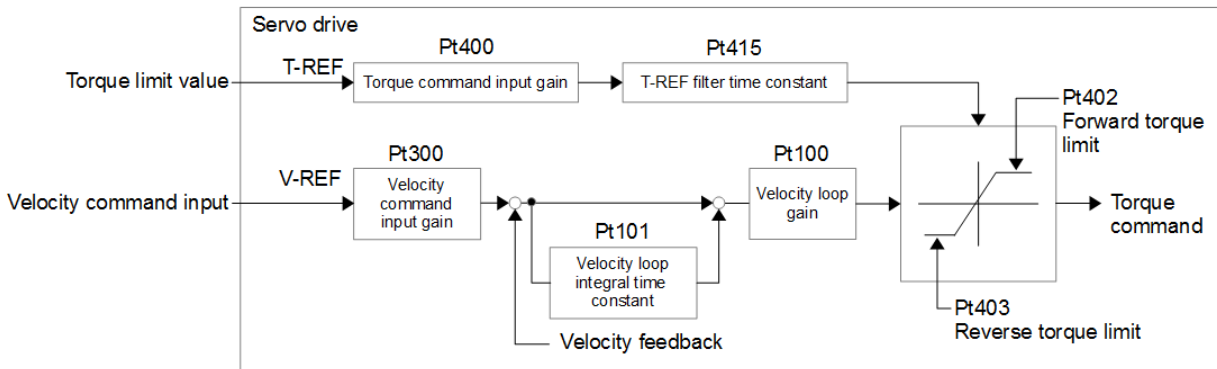 Servo drive
Pt400
Pt415
T-REF
Torque limit value
Torque command input gain
T-REF filter time constant
Pt402
Forward torque
limit
Pt300
Pt100
V-REF
Velocity command input
Velocity
command
input gain
Velocity loop
gain
Torque
command
Pt101
Velocity loop
integral time
constant
Pt403
Reverse torque limit
Velocity feedback